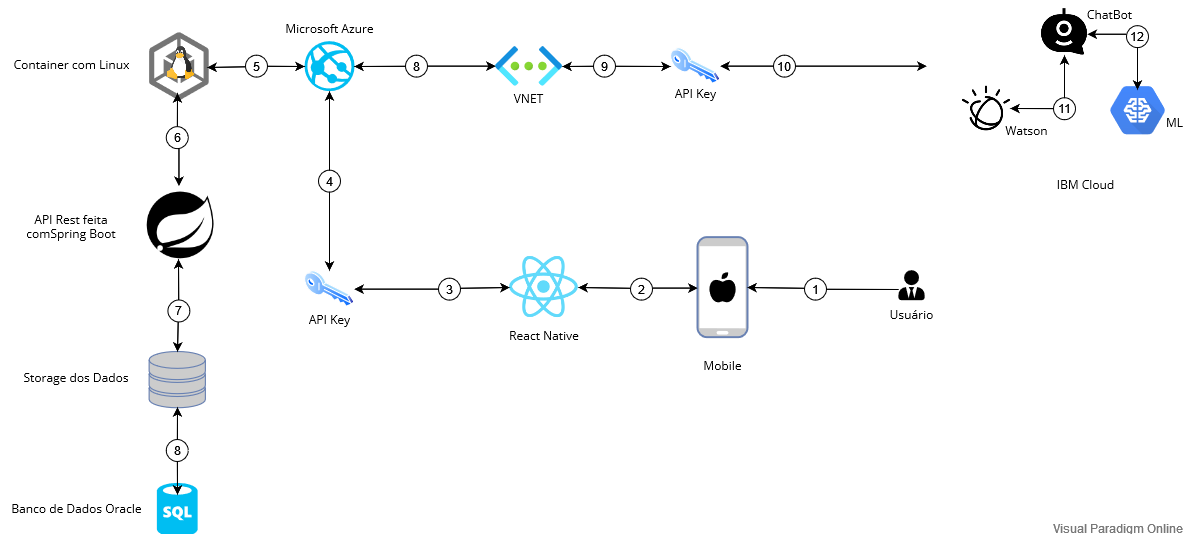 ChatBot
Microsoft Azure
12
Container com Linux
5
8
9
10
VNET
API Key
11
Watson
ML
6
4
IBM Cloud
API Rest feita
comSpring Boot
3
2
1
7
API Key
Usuário
React Native
Mobile
Storage dos Dados
8
Banco de Dados Oracle
SQL
Visual Paradigm Online